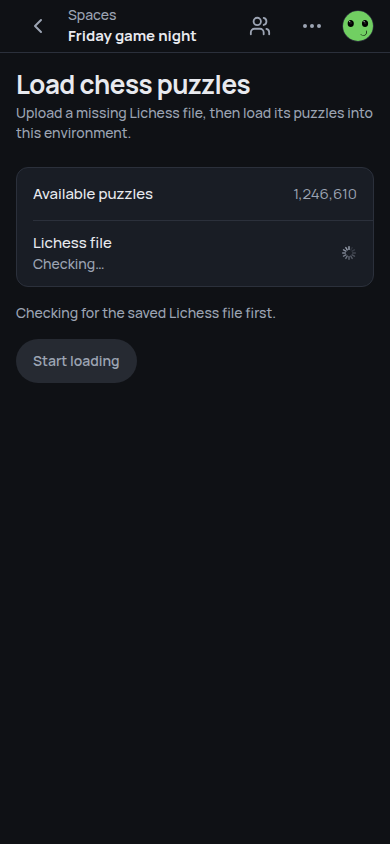 Spaces
Friday game night
Load chess puzzles
Upload a missing Lichess file, then load its puzzles into
this environment.
Available puzzles 1,246,610
Lichess file
Checking…
Checking for the saved Lichess file first.
Start loading